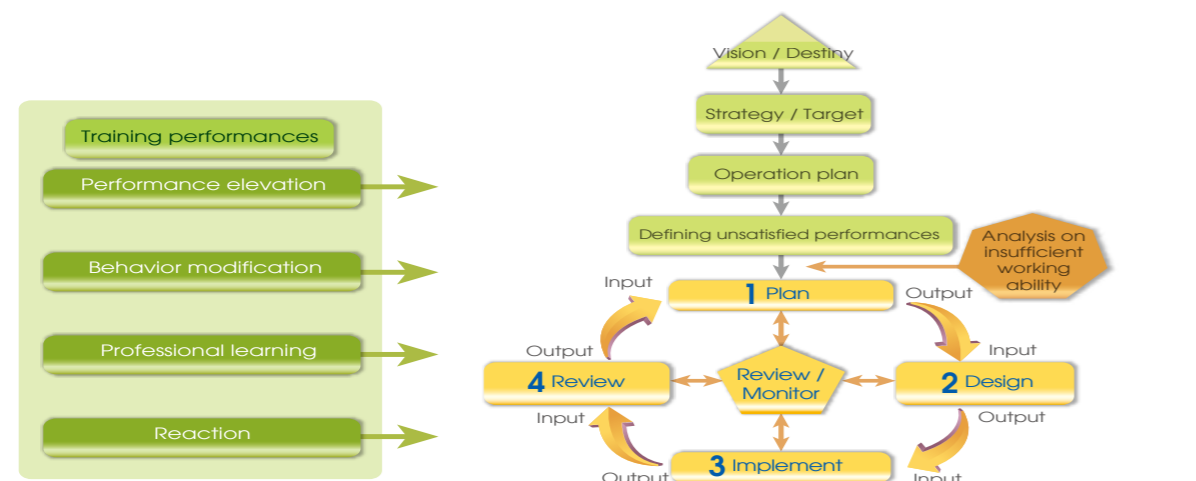 Training performances
Performance elevation
Behavior modification
Professional learning
Reaction
Vision / Destiny
Strategy / Target
Operation plan
Defining unsatisfied performances
Analysis on
insufficient
working
ability
Input
1 Plan
Output
Output
Input
4 Review
Review /
Monitor
2 Design
Input
Output
3 Implement
Output
Input